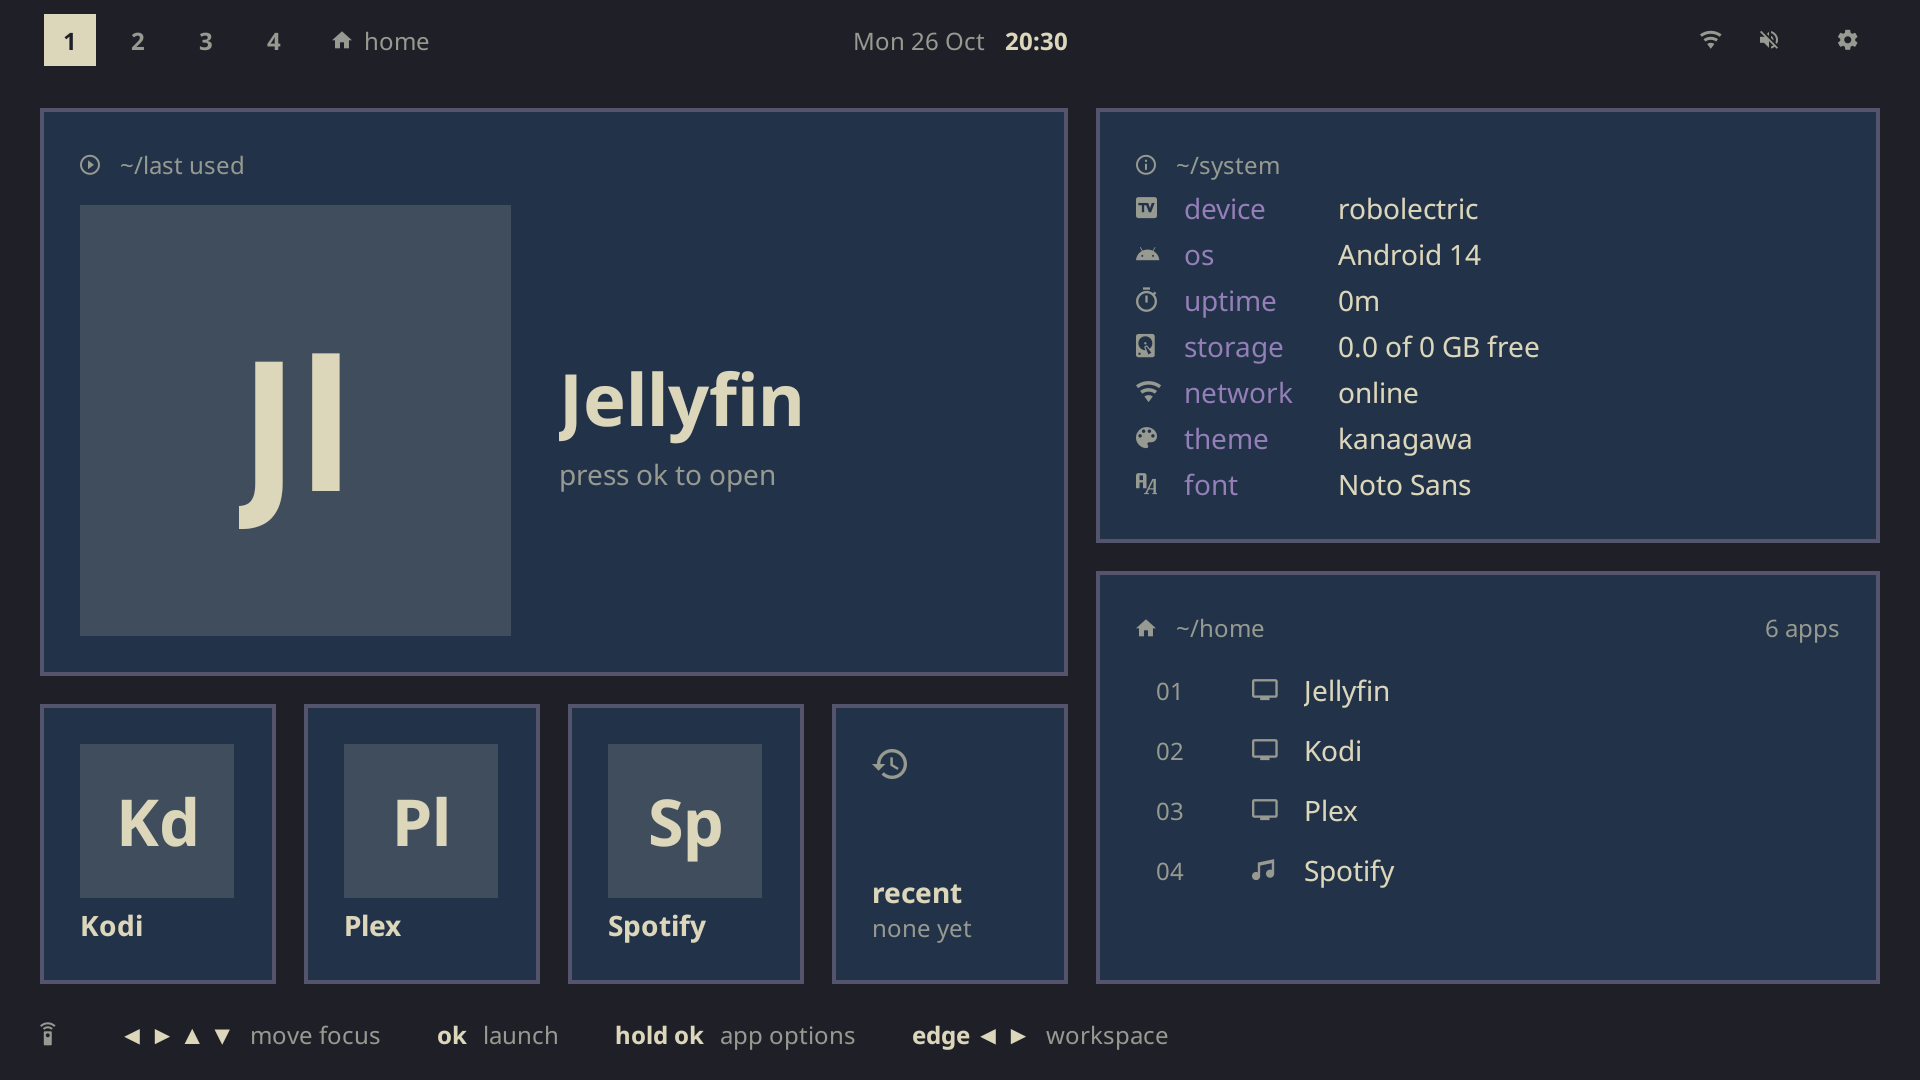 1 2 3 4 home Mon 26 Oct 20:30
~/last used
Jl
Jellyfin
press ok to open
Kd
Kodi
Pl
Plex
Sp
Spotify
recent
none yet
~/system
device robolectric
os Android 14
uptime 0m
storage 0.0 of 0 GB free
network online
theme kanagawa
font Noto Sans
~/home 6 apps
01 Jellyfin
02 Kodi
03 Plex
04 Spotify
◀ ▶ ▲ ▼ move focus ok launch hold ok app options edge ◀ ▶ workspace